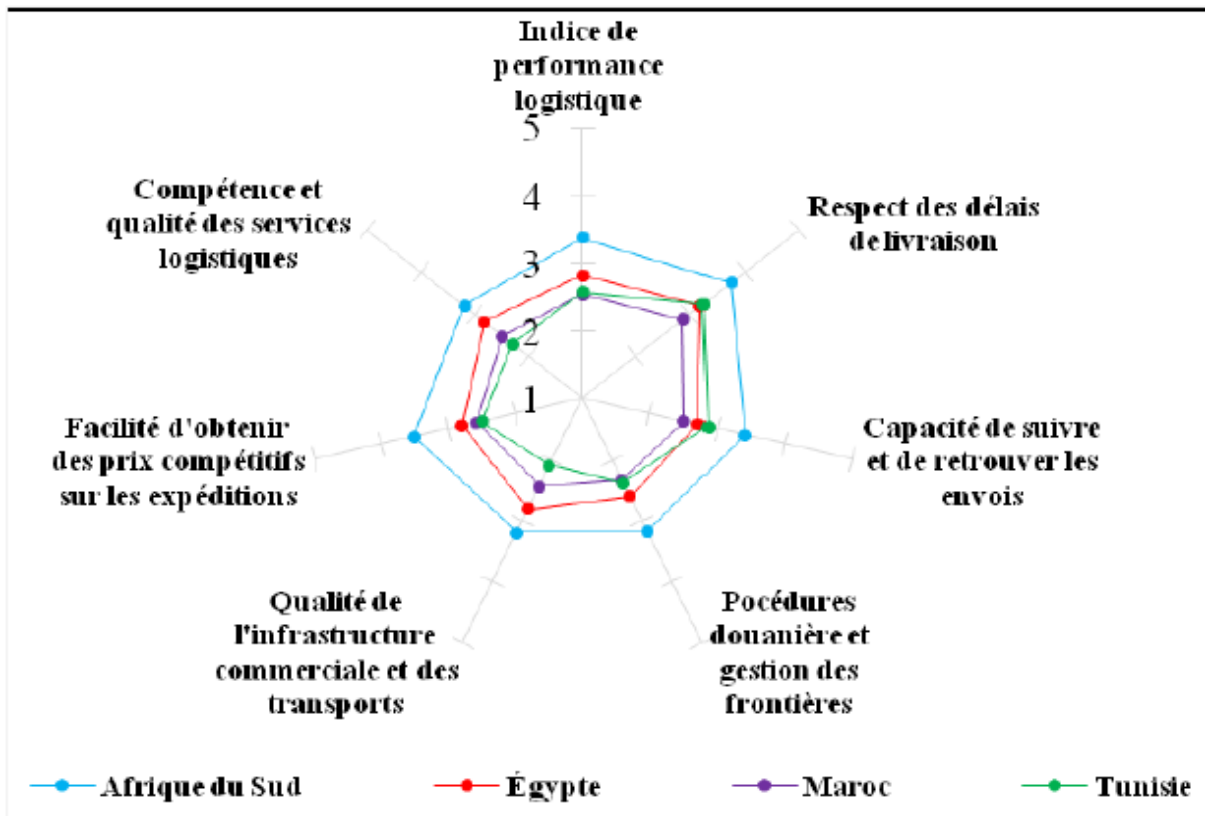 Indice de
performance
logistique
5
4
3
2
1
Respect des délais
de livraison
Capacité de suivre
et de retrouver les
envois
Pocédures
douanière et
gestion des
frontières
Qualité de
l'infrastructure
commerciale et des
transports
Facilité d'obtenir
des prix compétitifs
sur les expéditions
Compétence et
qualité des services
logistiques
Afrique du Sud
Égypte
Maroc
Tunisie